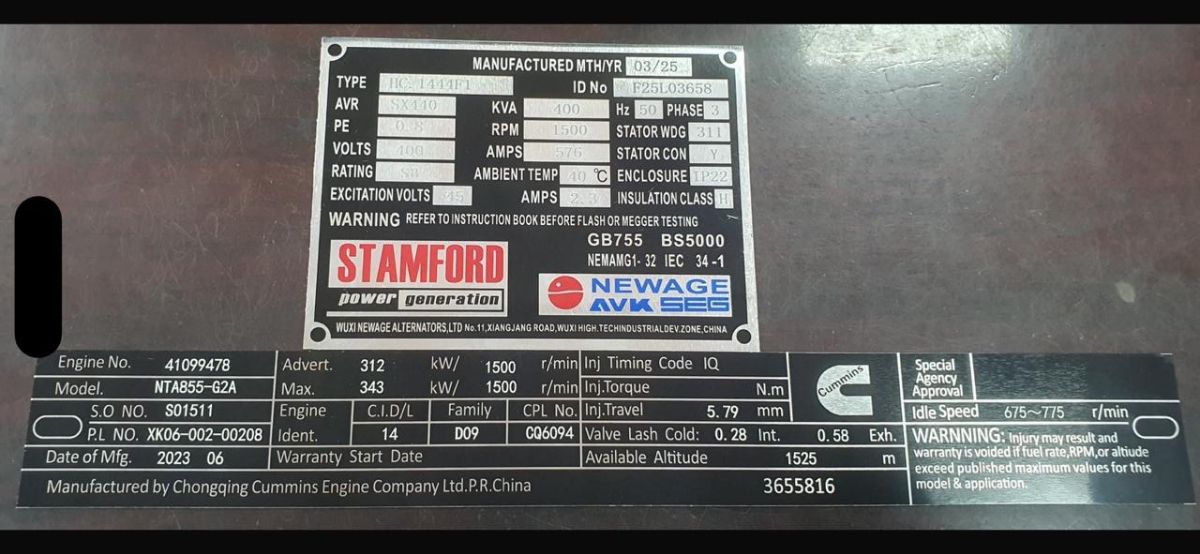 MANUFACTURED MTH/YR 03/25
TYPE HC.1444F1 ID No F25L03658
AVR SX440 KVA 400 Hz 50 PHASE 3
PE 0.8 RPM 1500 STATOR WDG 311
VOLTS 400 AMPS 576 STATOR CON Y
RATING AMBIENT TEMP 40 ℃ ENCLOSURE IP22
EXCITATION VOLTS 45 AMPS 2.3 INSULATION CLASS H
WARNING REFER TO INSTRUCTION BOOK BEFORE FLASH OR MEGGER TESTING
GB755 BS5000
NEMAMG1- 32 IEC 34 -1
STAMFORD
power generation
NEWAGE
AVK SEG
WUXI NEWAGE ALTERNATORS,LTD No.11,XIANGJANG ROAD,WUXI HIGH.TECHINDUSTRIALDEV.ZONE,CHINA
Engine No. 41099478 Advert. 312 kW/ 1500 r/min Inj Timing Code IQ
Model. NTA855-G2A Max. 343 kW/ 1500 r/min Inj.Torque N.m
S.O NO. SO1511 Engine C.I.D/L Family CPL No. Inj.Travel 5.79 mm
P.L NO. XK06-002-00208 Ident. 14 D09 CQ6094 Valve Lash Cold: 0.28 Int. 0.58 Exh.
Date of Mfg. 2023 06 Warranty Start Date Available Altitude 1525 m
Manufactured by Chongqing Cummins Engine Company Ltd.P.R.China 3655816
Cummins
Special
Agency
Approval
Idle Speed 675~775 r/min
WARNNING: Injury may result and
warranty is voided if fuel rate,RPM,or altiude
exceed published maximum values for this
model & application.